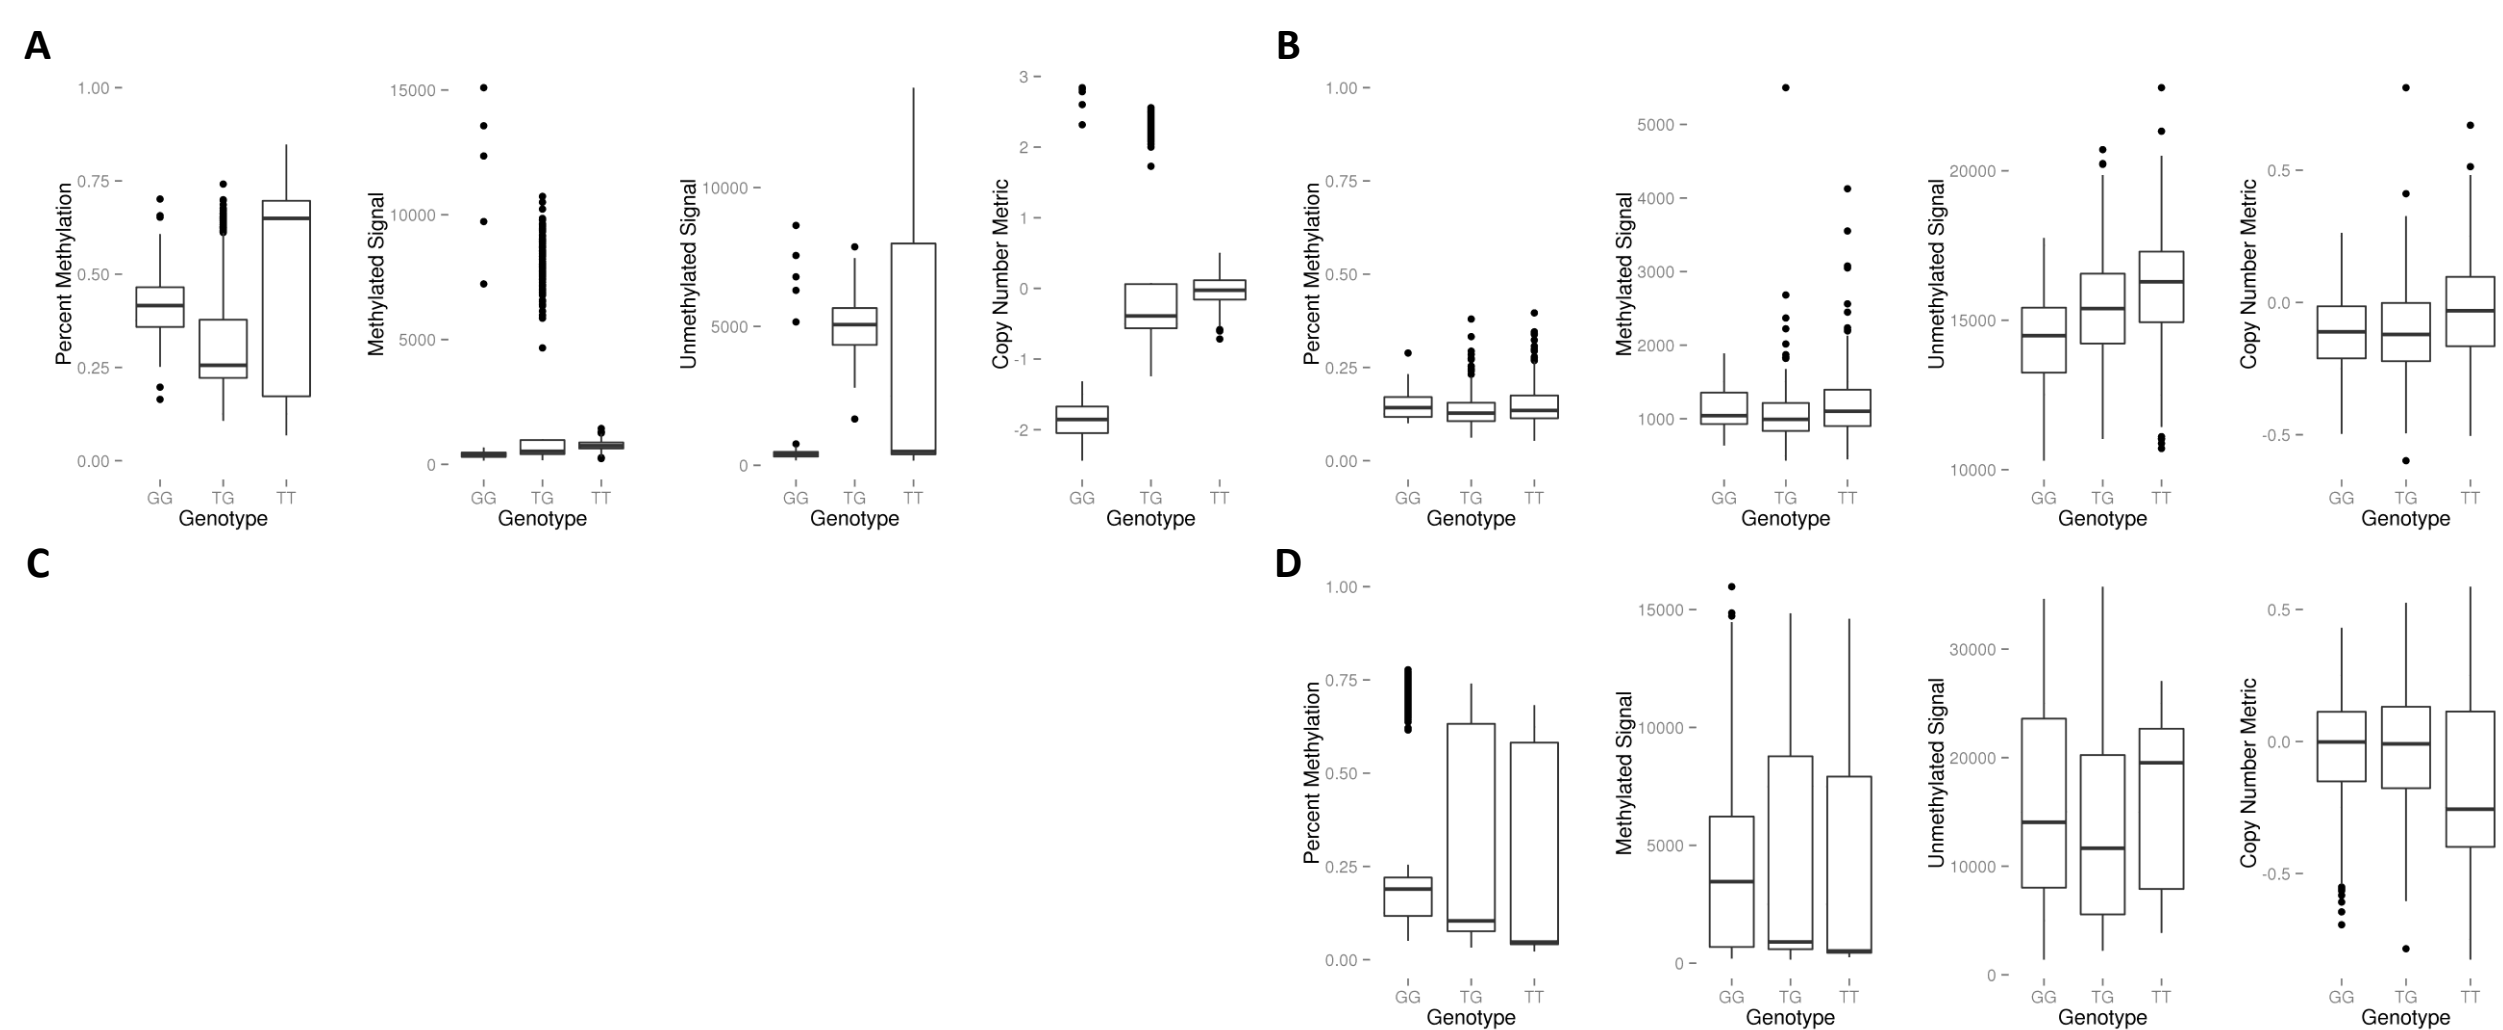 A
Percent Methylation
1.00
0.75
0.50
0.25
0.00
GG TG TT
Genotype
Methylated Signal
15000
10000
5000
0
GG TG TT
Genotype
Unmethylated Signal
10000
5000
0
GG TG TT
Genotype
Copy Number Metric
3
2
1
0
-1
-2
GG TG TT
Genotype
B
Percent Methylation
1.00
0.75
0.50
0.25
0.00
GG TG TT
Genotype
Methylated Signal
5000
4000
3000
2000
1000
GG TG TT
Genotype
Unmethylated Signal
20000
15000
10000
GG TG TT
Genotype
Copy Number Metric
0.5
0.0
-0.5
GG TG TT
Genotype
C
D
Percent Methylation
1.00
0.75
0.50
0.25
0.00
GG TG TT
Genotype
Methylated Signal
15000
10000
5000
0
GG TG TT
Genotype
Unmethylated Signal
30000
20000
10000
0
GG TG TT
Genotype
Copy Number Metric
0.5
0.0
-0.5
GG TG TT
Genotype